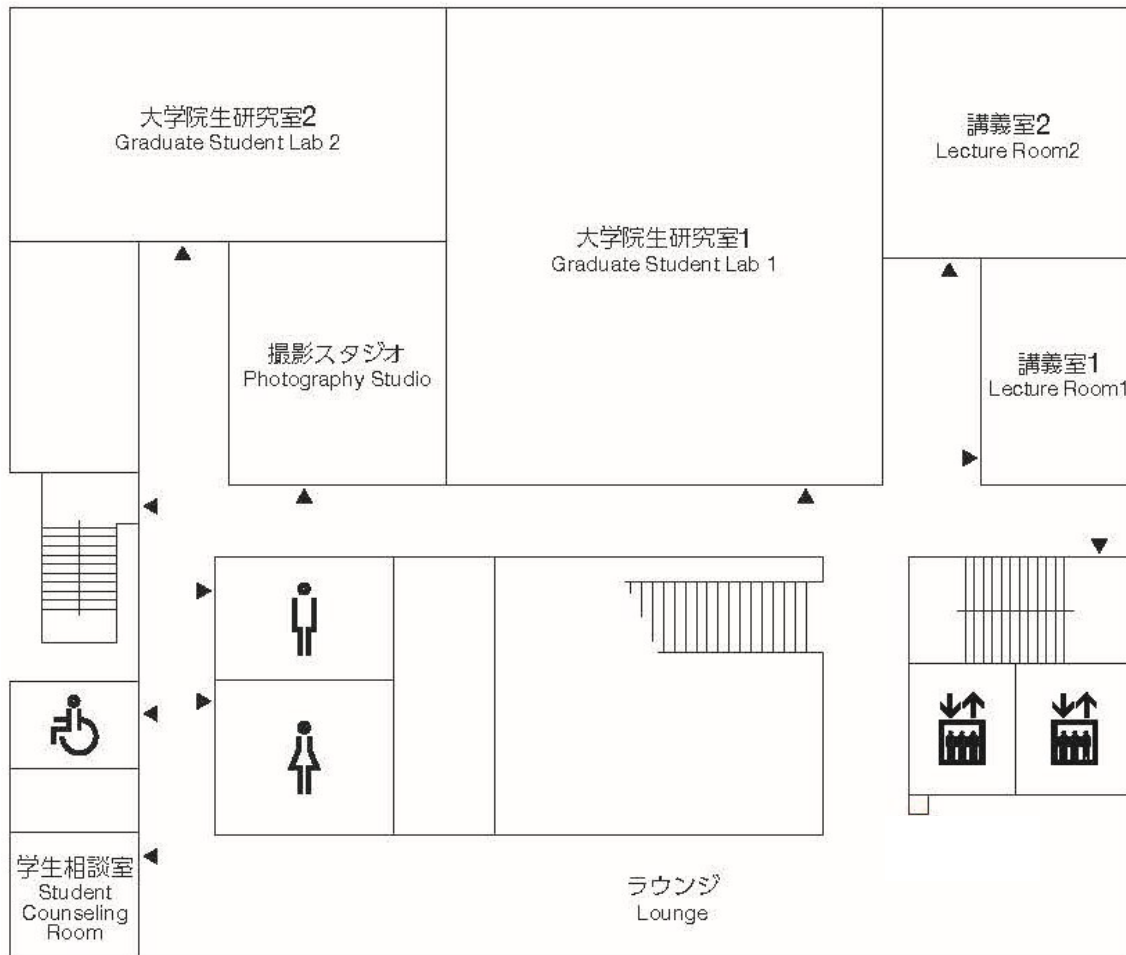 大学院生研究室2
Graduate Student Lab 2
講義室2
Lecture Room2
大学院生研究室1
Graduate Student Lab 1
撮影スタジオ
Photography Studio
講義室1
Lecture Room1
学生相談室
Student
Counseling
Room
ラウンジ
Lounge